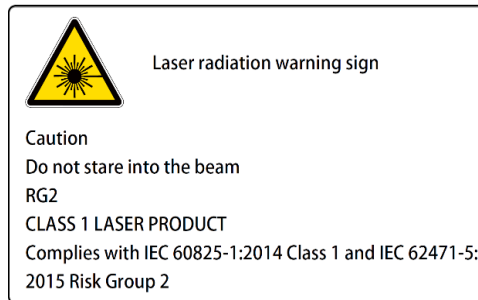 Laser radiation warning sign
Caution
Do not stare into the beam
RG2
CLASS 1 LASER PRODUCT
Complies with IEC 60825-1:2014 Class 1 and IEC 62471-5:
2015 Risk Group 2